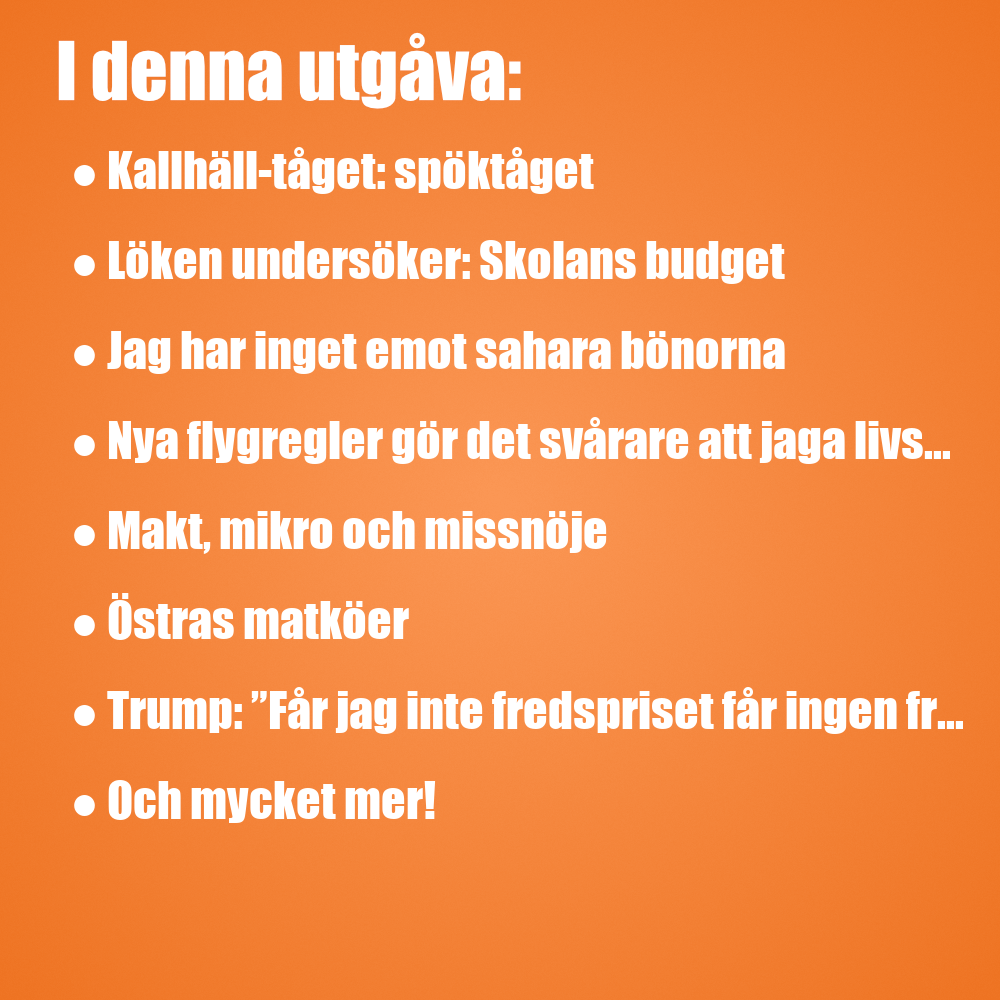 I denna utgåva:
• Kallhäll-tåget: spöktåget
• Löken undersöker: Skolans budget
• Jag har inget emot sahara bönorna
• Nya flygregler gör det svårare att jaga livs...
• Makt, mikro och missnöje
• Östras matköer
• Trump: ”Får jag inte fredspriset får ingen fr...
• Och mycket mer!